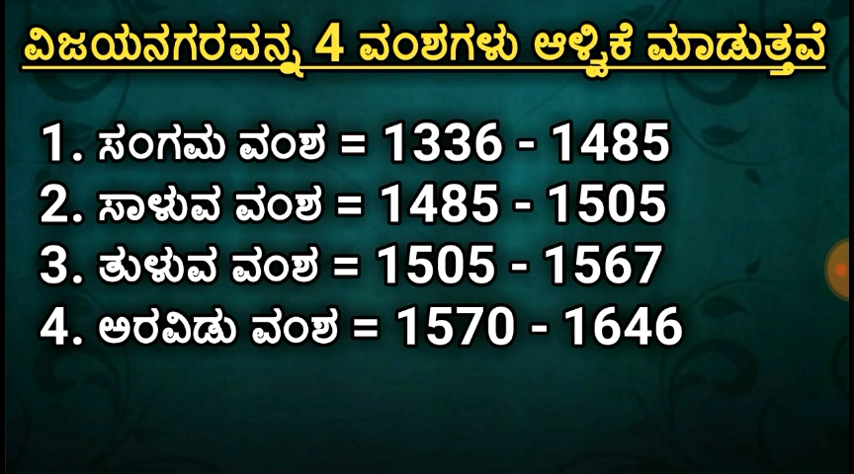 ವಿಜಯನಗರವನ್ನ 4 ವಂಶಗಳು ಆಳ್ವಿಕೆ ಮಾಡುತ್ತವೆ
1. ಸಂಗಮ ವಂಶ = 1336 - 1485
2. ಸಾಳುವ ವಂಶ = 1485 - 1505
3. ತುಳುವ ವಂಶ = 1505 - 1567
4. ಅರವಿಡು ವಂಶ = 1570 - 1646